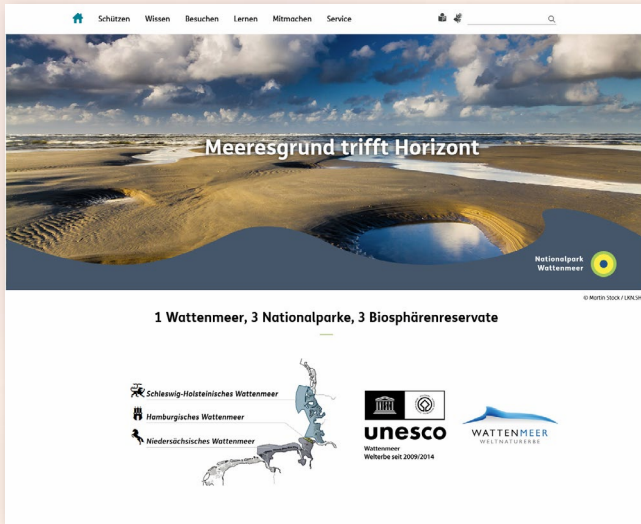 Schützen Wissen Besuchen Lernen Mitmachen Service
Meeresgrund trifft Horizont
Nationalpark
Wattenmeer
© Martin Stock / LKN.SH
1 Wattenmeer, 3 Nationalparke, 3 Biosphärenreservate
Schleswig-Holsteinisches Wattenmeer
Hamburgisches Wattenmeer
Niedersächsisches Wattenmeer
unesco
Wattenmeer
Welterbe seit 2009/2014
WATTENMEER
WELTNATURERBE